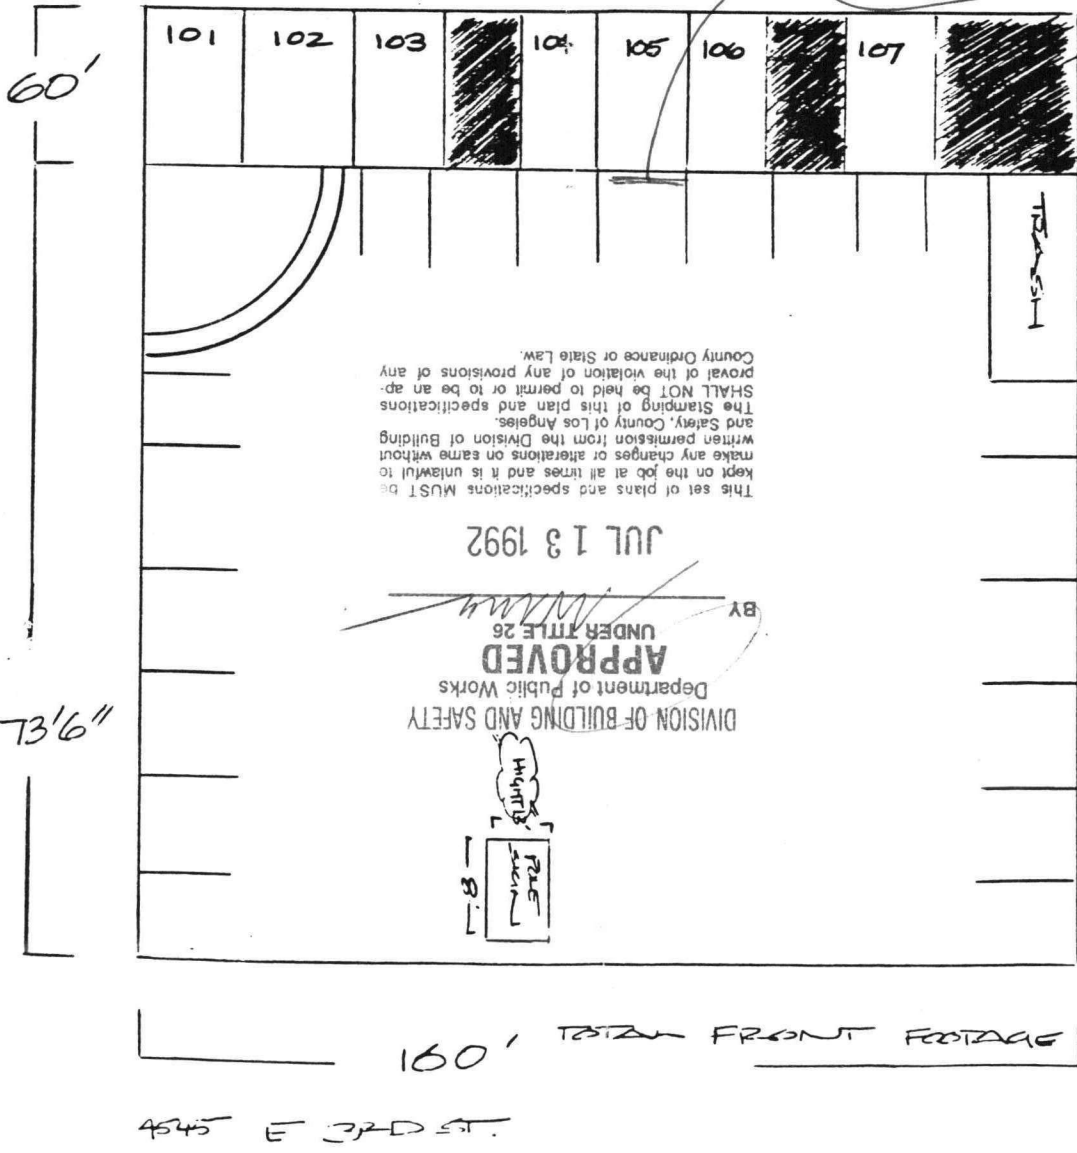 101 102 103 104 105 106 107
60'
TRASH
This set of plans and specifications MUST be
kept on the job at all times and it is unlawful to
make any changes or alterations on same without
written permission from the Division of Building
and Safety, County of Los Angeles.
The Stamping of this plan and specifications
SHALL NOT be held to permit or to be an ap-
proval of the violation of any provisions of any
County Ordinance or State Law.
JUL 13 1992
BY
DIVISION OF BUILDING AND SAFETY
Department of Public Works
APPROVED
UNDER TITLE 26
73'6"
HIGHT 13'
POLE
SIGN
8'
160' TOTAL FRONT FOOTAGE
4545 E 3RD ST.